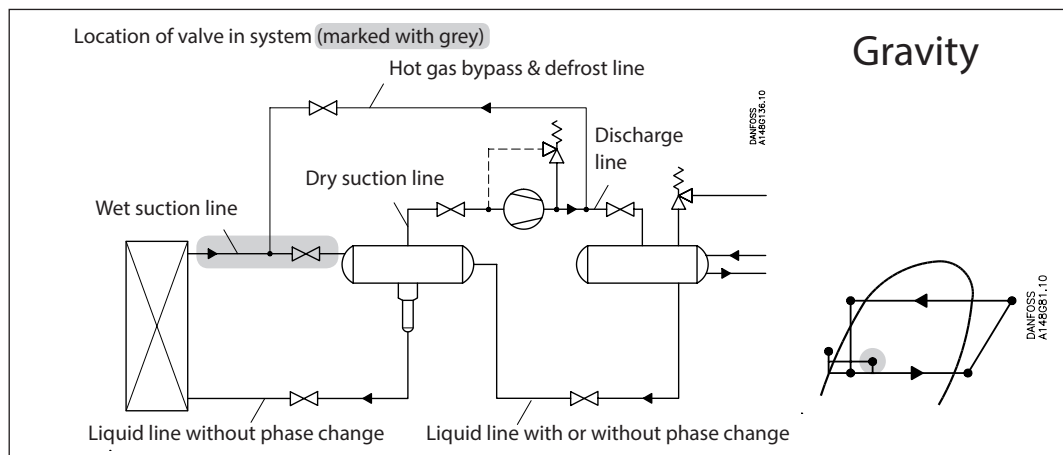 Location of valve in system (marked with grey)
Gravity
Hot gas bypass & defrost line
DANFOSS
A148G136.10
Discharge
line
Dry suction line
Wet suction line
DANFOSS
A148G81.10
Liquid line without phase change
Liquid line with or without phase change